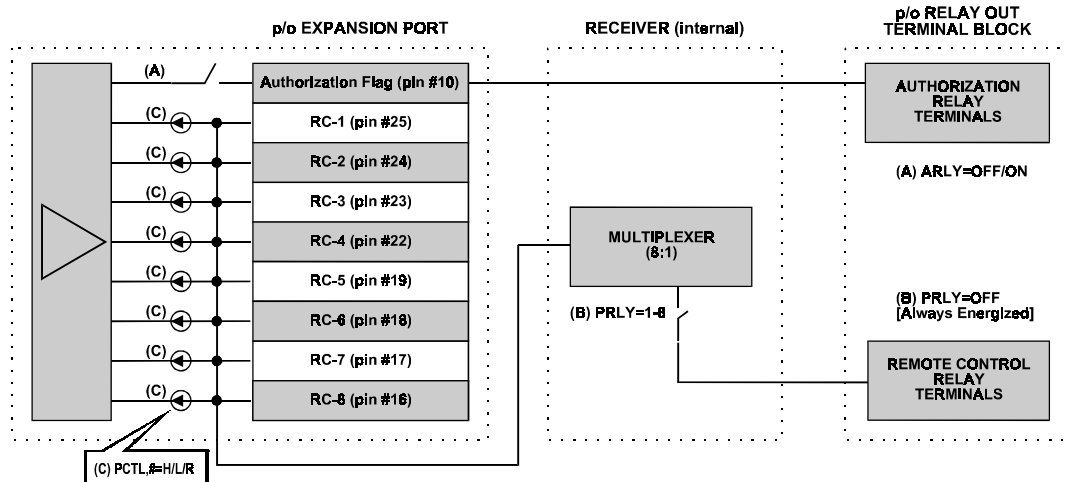 p/o EXPANSION PORT
RECEIVER (internal)
p/o RELAY OUT
TERMINAL BLOCK
(A)
Authorization Flag (pin #10)
AUTHORIZATION
RELAY
TERMINALS
(C)
RC-1 (pin #25)
(C)
RC-2 (pin #24)
(A) ARLY=OFF/ON
(C)
RC-3 (pin #23)
(C)
RC-4 (pin #22)
MULTIPLEXER
(8:1)
(C)
RC-5 (pin #19)
(C)
RC-6 (pin #18)
(B) PRLY=1-8
(B) PRLY=OFF
[Always Energized]
(C)
RC-7 (pin #17)
(C)
RC-8 (pin #16)
REMOTE CONTROL
RELAY
TERMINALS
(C) PCTL,#=H/L/R